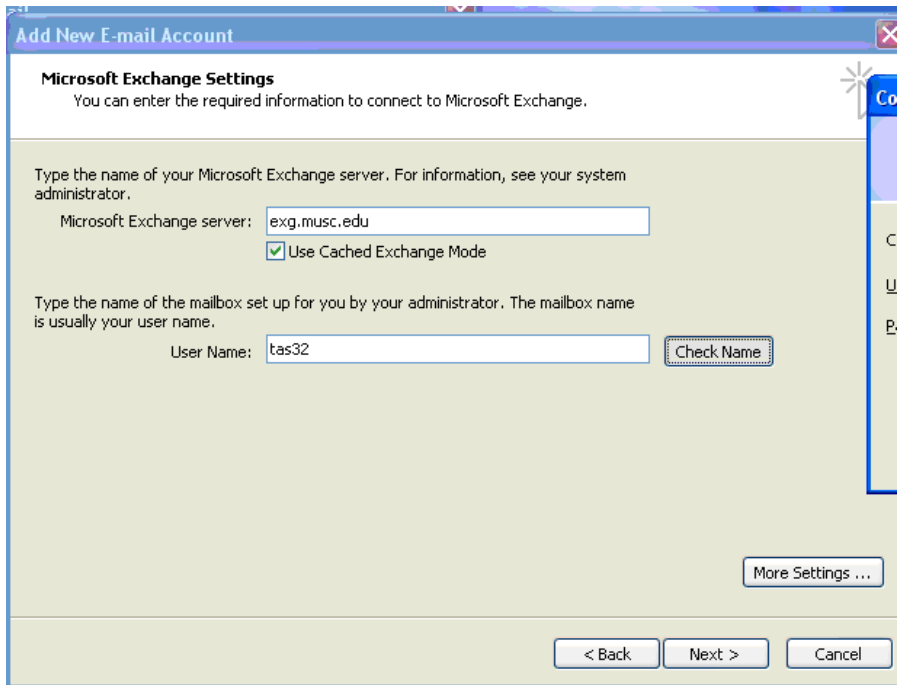 Add New E-mail Account
Microsoft Exchange Settings
You can enter the required information to connect to Microsoft Exchange.
Co
Type the name of your Microsoft Exchange server. For information, see your system
administrator.
Microsoft Exchange server: exg.musc.edu
Use Cached Exchange Mode
C
U
Type the name of the mailbox set up for you by your administrator. The mailbox name
is usually your user name.
P
User Name: tas32 Check Name
More Settings ...
< Back Next > Cancel